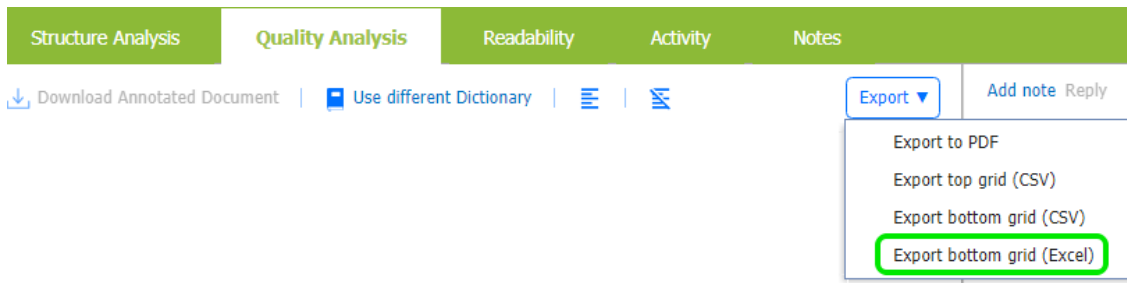 Structure Analysis Quality Analysis Readability Activity Notes
Download Annotated Document | Use different Dictionary | | Export ▼ Add note Reply
Export to PDF
Export top grid (CSV)
Export bottom grid (CSV)
Export bottom grid (Excel)